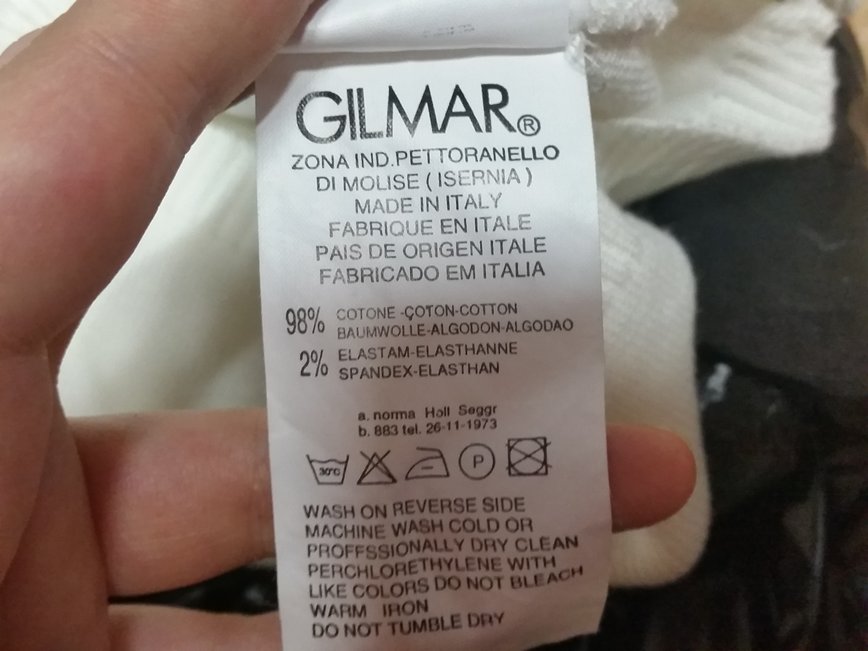 GILMAR®
ZONA IND.PETTORANELLO
DI MOLISE ( ISERNIA )
MADE IN ITALY
FABRIQUE EN ITALE
PAIS DE ORIGEN ITALE
FABRICADO EM ITALIA
98% COTONE -ÇOTON-COTTON
BAUMWOLLE-ALGODON-ALGODAO
2% ELASTAM-ELASTHANNE
SPANDEX-ELASTHAN
a. norma Holl Seggr
b. 883 tel. 26-11-1973
30°C P
WASH ON REVERSE SIDE
MACHINE WASH COLD OR
PROFFSSIONALLY DRY CLEAN
PERCHLORETHYLENE WITH
LIKE COLORS DO NOT BLEACH
WARM IRON
DO NOT TUMBLE DRY